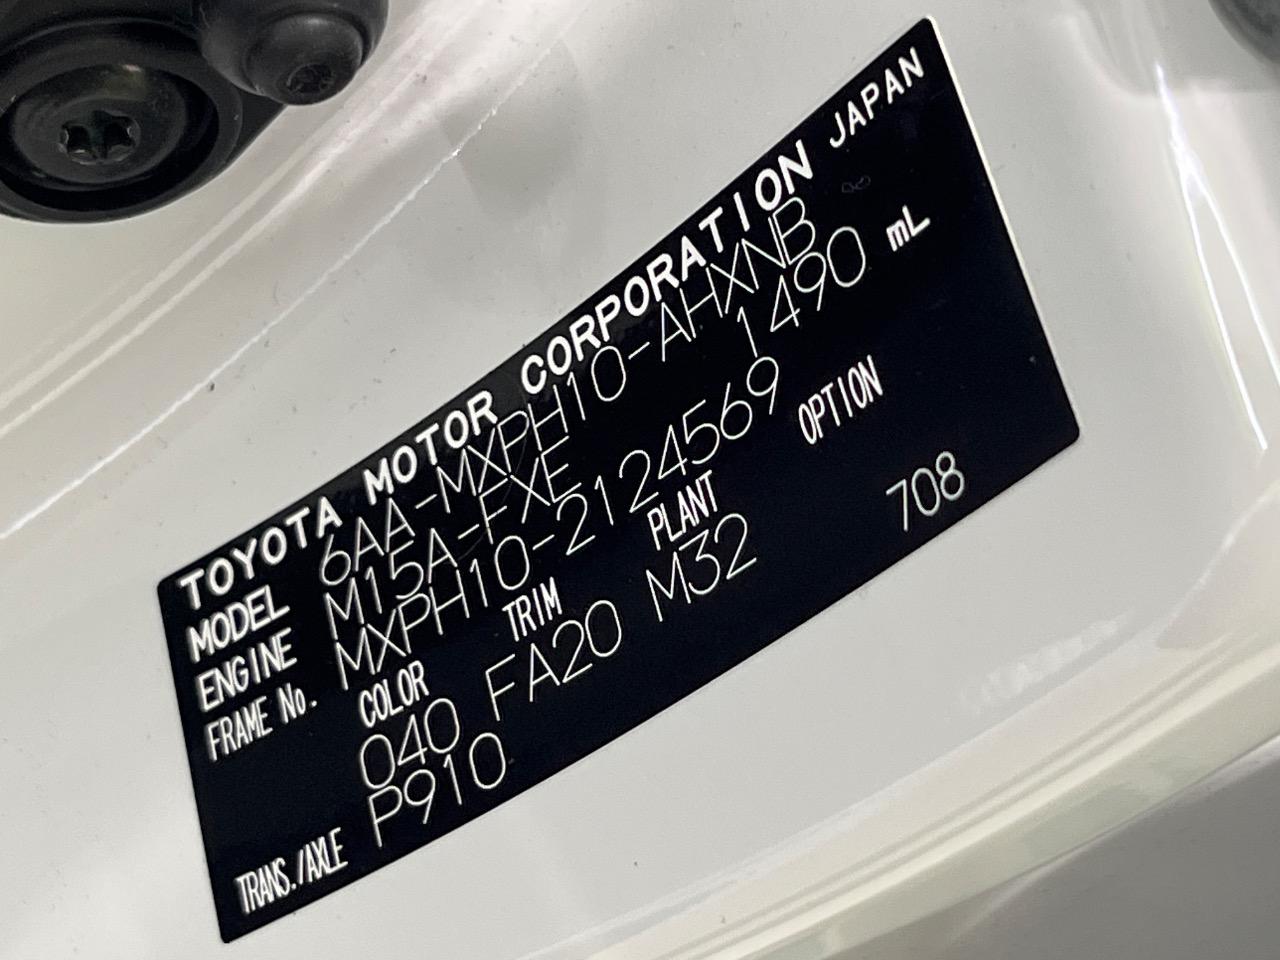 TOYOTA MOTOR CORPORATION JAPAN
MODEL 6AA-MXPH10-AHXNB
ENGINE M15A-FXE 1490 mL
FRAME No. MXPH10-2124569
COLOR TRIM PLANT OPTION
040 FA20 M32 708
TRANS./AXLE P910